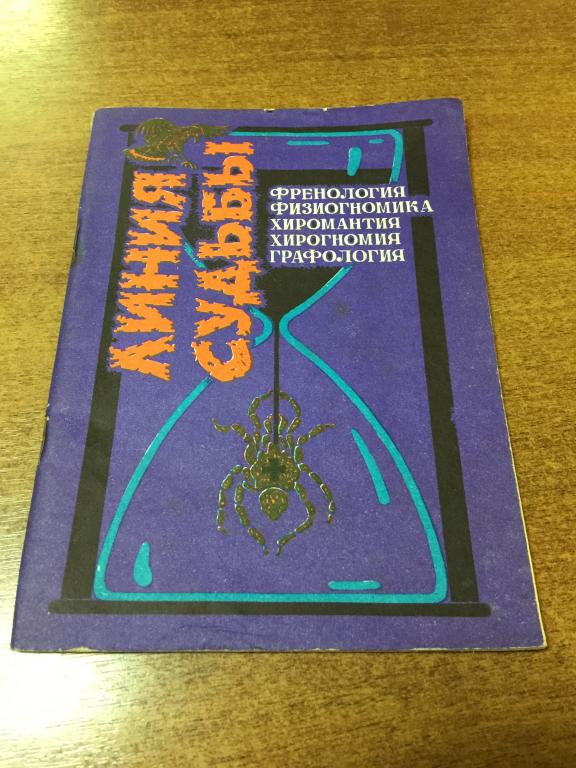 ЛИНИЯ
СУДЬБЫ
ФРЕНОЛОГИЯ
ФИЗИОГНОМИКА
ХИРОМАНТИЯ
ХИРОГНОМИЯ
ГРАФОЛОГИЯ